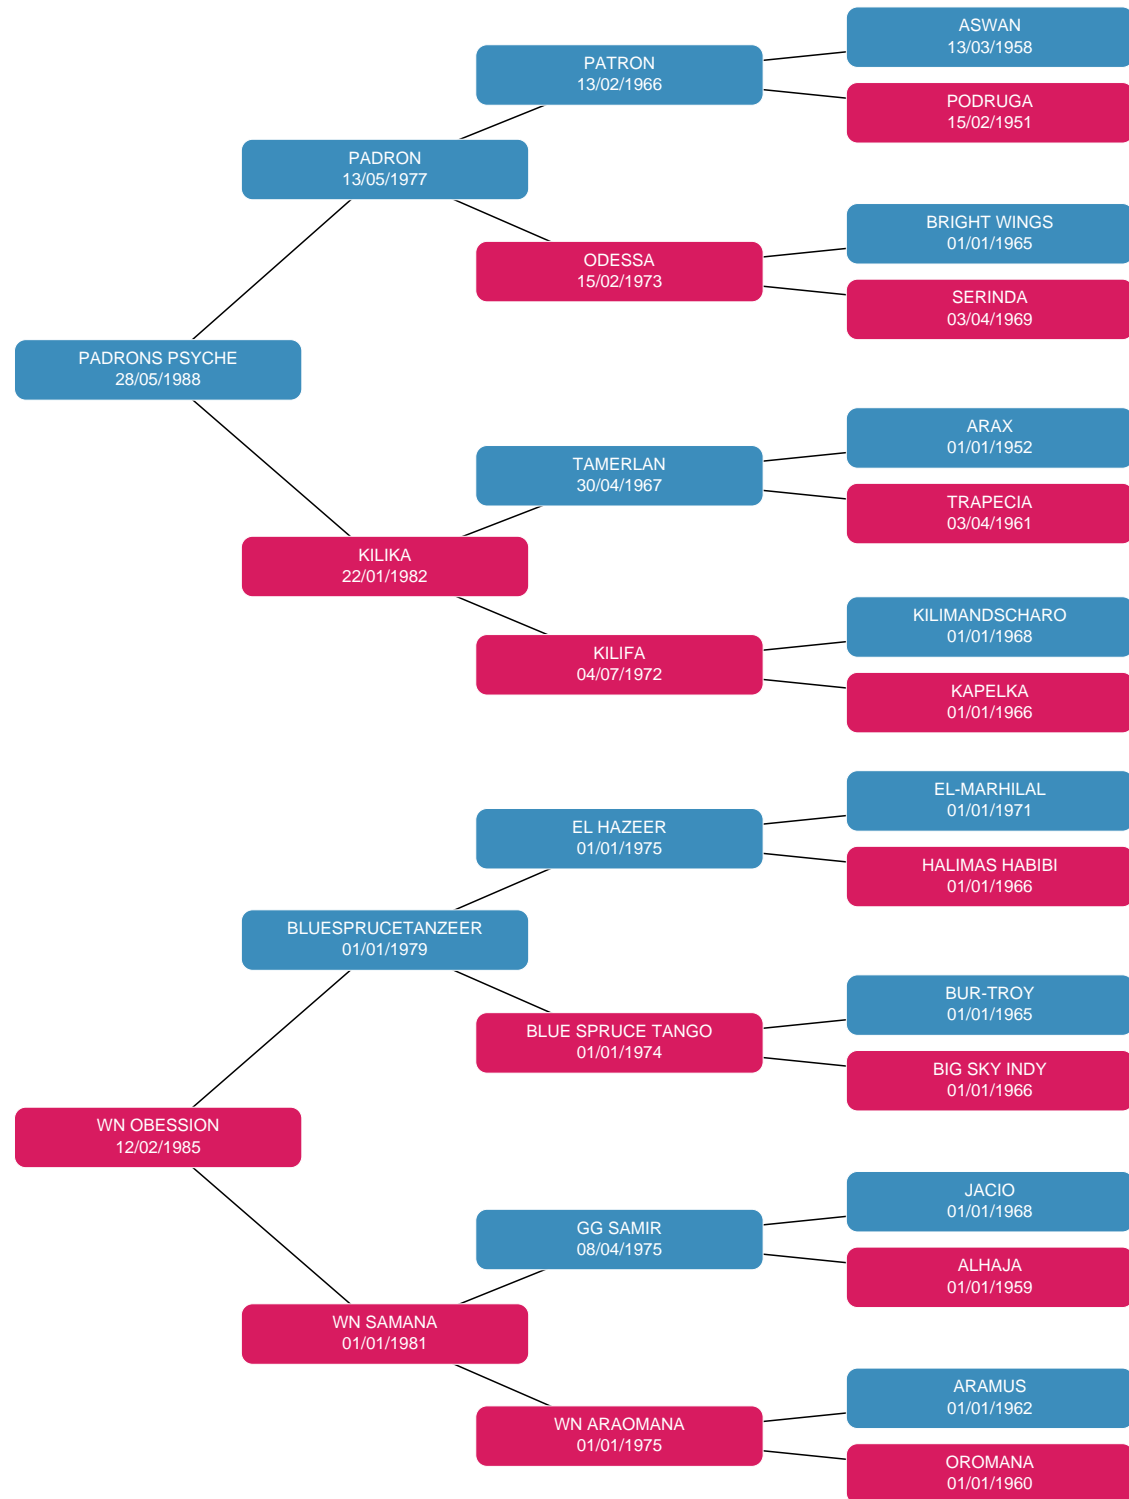 ASWAN
13/03/1958
PATRON
13/02/1966
PODRUGA
15/02/1951
PADRON
13/05/1977
BRIGHT WINGS
01/01/1965
ODESSA
15/02/1973
SERINDA
03/04/1969
PADRONS PSYCHE
28/05/1988
ARAX
01/01/1952
TAMERLAN
30/04/1967
TRAPECIA
03/04/1961
KILIKA
22/01/1982
KILIMANDSCHARO
01/01/1968
KILIFA
04/07/1972
KAPELKA
01/01/1966
EL-MARHILAL
01/01/1971
EL HAZEER
01/01/1975
HALIMAS HABIBI
01/01/1966
BLUESPRUCETANZEER
01/01/1979
BUR-TROY
01/01/1965
BLUE SPRUCE TANGO
01/01/1974
BIG SKY INDY
01/01/1966
WN OBESSION
12/02/1985
JACIO
01/01/1968
GG SAMIR
08/04/1975
ALHAJA
01/01/1959
WN SAMANA
01/01/1981
ARAMUS
01/01/1962
WN ARAOMANA
01/01/1975
OROMANA
01/01/1960